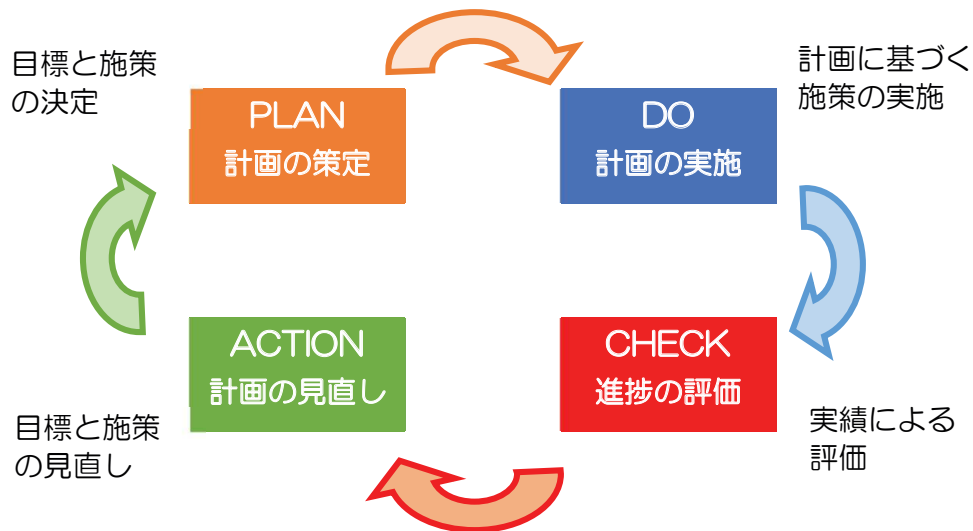 目標と施策
の決定
PLAN
計画の策定
DO
計画の実施
計画に基づく
施策の実施
ACTION
計画の見直し
CHECK
進捗の評価
目標と施策
の見直し
実績による
評価